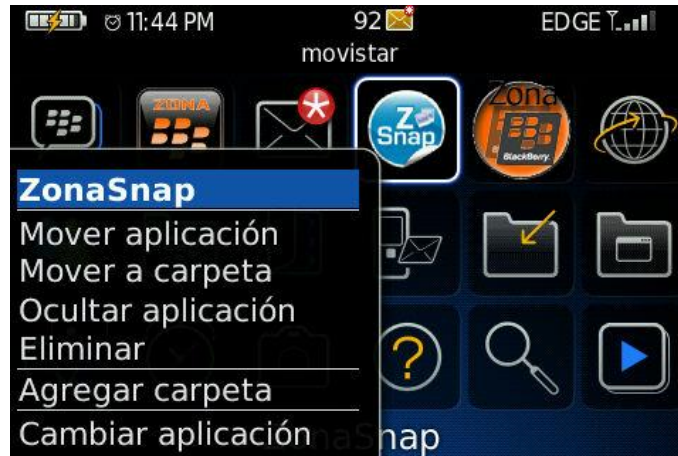 11:44 PM
92
EDGE
movistar
ZONA
Z
Snap
Zona
BlackBerry.
ZonaSnap
Mover aplicación
Mover a carpeta
Ocultar aplicación
Eliminar
Agregar carpeta
Cambiar aplicación
naSnap
?